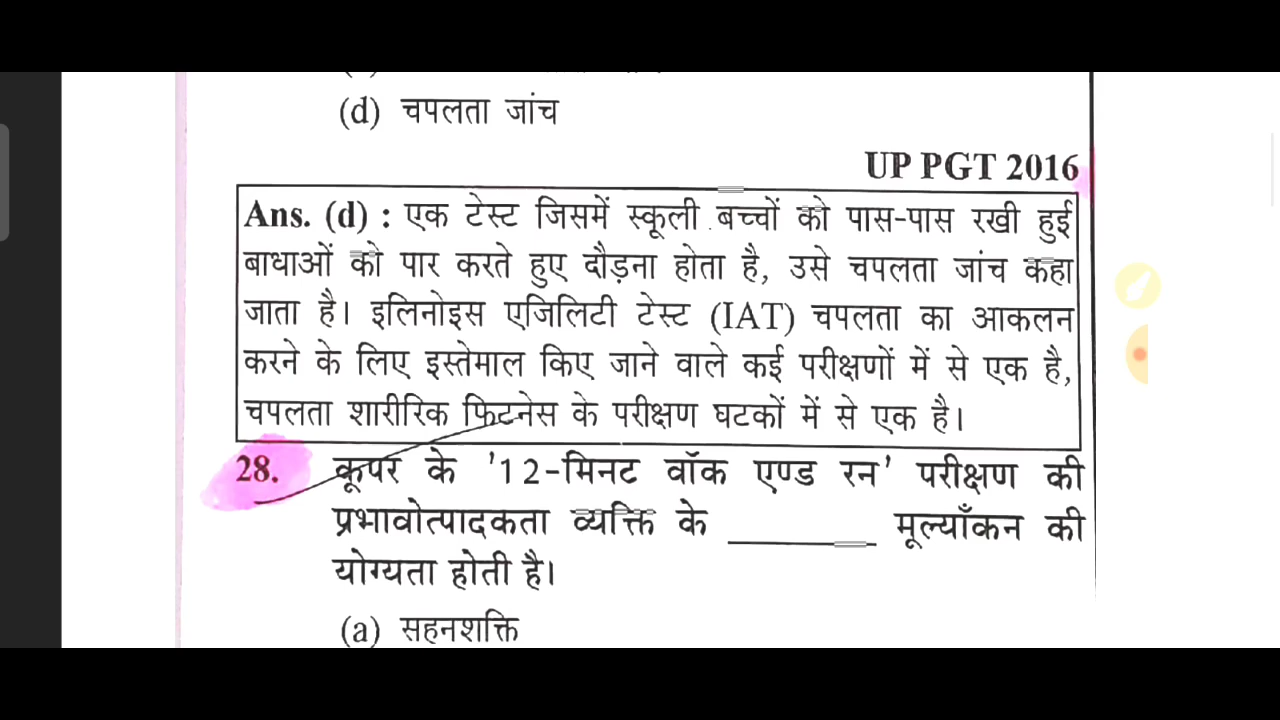 (d) चपलता जांच
UP PGT 2016
Ans. (d) : एक टेस्ट जिसमें स्कूली बच्चों को पास-पास रखी हुई
बाधाओं को पार करते हुए दौड़ना होता है, उसे चपलता जांच कहा
जाता है। इलिनोइस एजिलिटी टेस्ट (IAT) चपलता का आकलन
करने के लिए इस्तेमाल किए जाने वाले कई परीक्षणों में से एक है,
चपलता शारीरिक फिटनेस के परीक्षण घटकों में से एक है।
28. कूपर के '12-मिनट वॉक एण्ड रन' परीक्षण की
प्रभावोत्पादकता व्यक्ति के ________ मूल्याँकन की
योग्यता होती है।
(a) सहनशक्ति